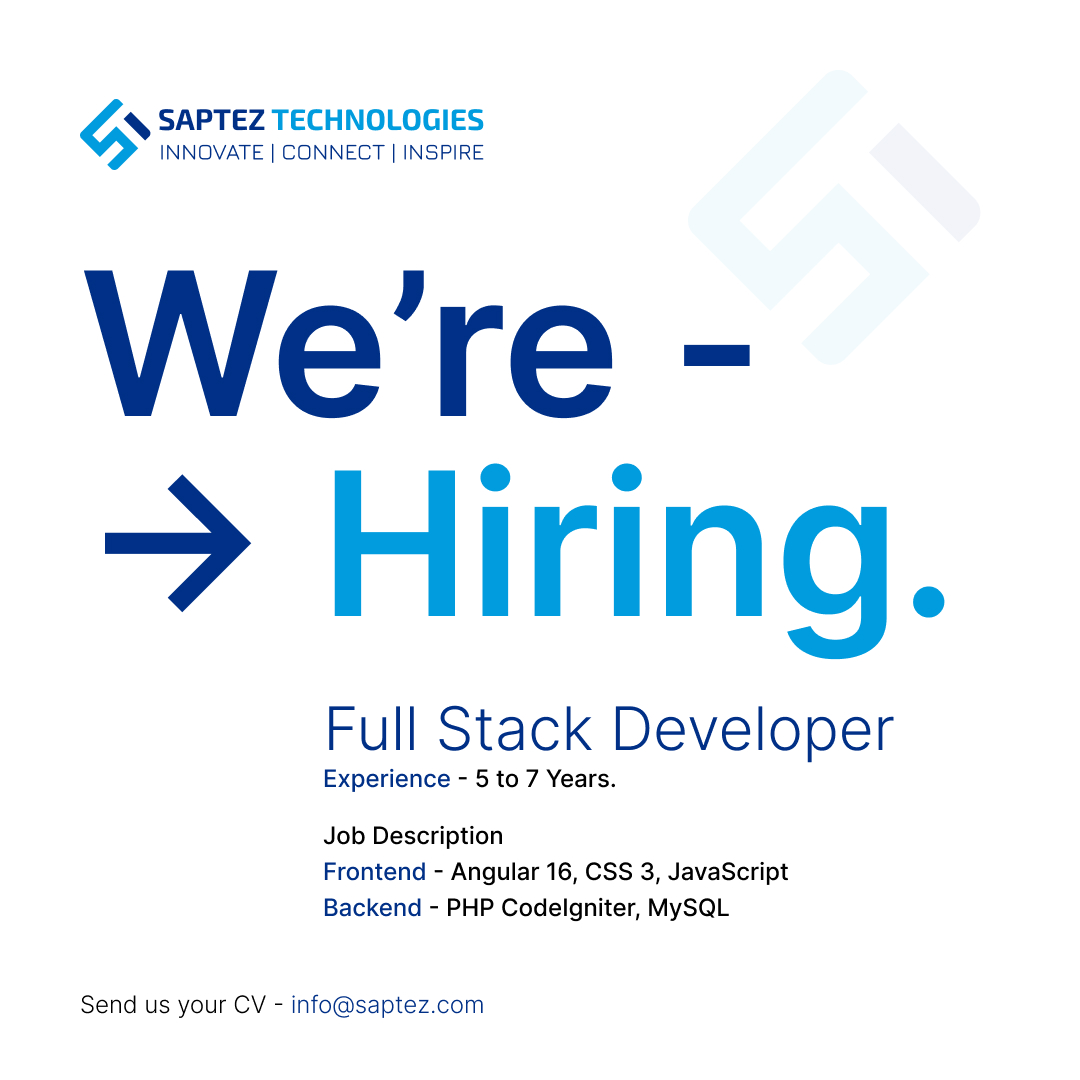 SAPTEZ TECHNOLOGIES
INNOVATE | CONNECT | INSPIRE
We’re -
→ Hiring.
Full Stack Developer
Experience - 5 to 7 Years.
Job Description
Frontend - Angular 16, CSS 3, JavaScript
Backend - PHP CodeIgniter, MySQL
Send us your CV - info@saptez.com